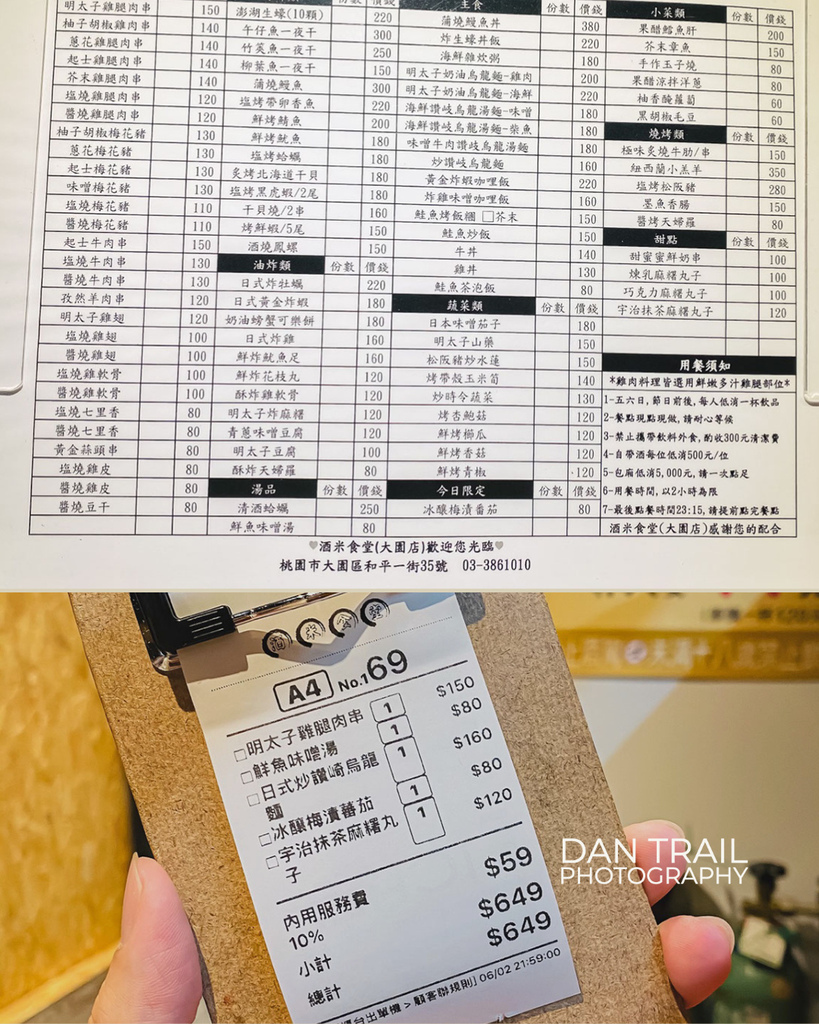 明太子雞腿肉串 150
柚子胡椒雞肉串 140
蔥花雞腿肉串 140
起士雞腿肉串 140
芥末雞腿肉串 140
塩燒雞腿肉串 120
醬燒雞腿肉串 120
柚子胡椒梅花豬 130
蔥花梅花豬 130
起士梅花豬 130
味噌梅花豬 130
塩燒梅花豬 110
醬燒梅花豬 110
起士牛肉串 150
塩燒牛肉串 130
醬燒牛肉串 130
孜然羊肉串 120
明太子雞翅 120
塩燒雞翅 100
醬燒雞翅 100
塩燒雞軟骨 100
醬燒雞軟骨 100
塩燒七里香 80
醬燒七里香 80
黃金蒜頭串 80
塩燒雞皮 80
醬燒雞皮 80
醬燒豆干 80
份數 價錢
澎湖生蠔(10顆) 220
午仔魚一夜干 300
竹筴魚一夜干 250
柳葉魚一夜干 150
蒲燒鰻魚 300
塩烤帶卵香魚 220
鮮烤鯖魚 200
鮮烤魷魚 180
塩烤蛤蠣 180
炙烤北海道干貝 180
塩烤黑虎蝦/2尾 180
干貝燒/2串 160
烤鮮蝦/5尾 150
酒燒鳳螺 150
油炸類 份數 價錢
日式炸牡蠣 220
日式黃金炸蝦 180
奶油螃蟹可樂餅 180
日式炸雞 160
鮮炸魷魚足 160
鮮炸花枝丸 120
酥炸雞軟骨 120
明太子炸麻糬 120
青蔥味噌豆腐 120
明太子豆腐 100
酥炸天婦羅 80
湯品 份數 價錢
清酒蛤蠣 250
鮮魚味噌湯 80
主食 份數 價錢
蒲燒鰻魚丼 380
炸生蠔丼飯 220
海鮮雜炊粥 180
明太子奶油烏龍麵-雞肉 200
明太子奶油烏龍麵-海鮮 220
海鮮讚岐烏龍湯麵-味噌 180
海鮮讚岐烏龍湯麵-柴魚 180
味噌牛肉讚岐烏龍湯麵 180
炒讚岐烏龍麵 160
黃金炸蝦咖哩飯 220
炸雞味噌咖哩飯 160
鮭魚烤飯糰 □芥末 150
鮭魚炒飯 150
牛丼 140
雞丼 130
鮭魚茶泡飯 80
蔬菜類 份數 價錢
日本味噌茄子 180
明太子山藥 150
松阪豬炒水蓮 150
烤帶殼玉米筍 140
炒時令蔬菜 130
烤杏鮑菇 120
鮮烤櫛瓜 120
鮮烤香菇 120
鮮烤青椒 120
今日限定 份數 價錢
冰釀梅漬番茄 80
小菜類 份數 價錢
果醋鱈魚肝 200
芥末章魚 150
手作玉子燒 80
果醋涼拌洋蔥 80
柚香醃蘿蔔 60
黑胡椒毛豆 60
燒烤類 份數 價錢
極味炙燒牛肋/串 150
紐西蘭小羔羊 350
塩烤松阪豬 280
墨魚香腸 150
醬烤天婦羅 80
甜點 份數 價錢
甜蜜蜜鮮奶串 100
煉乳麻糬丸子 100
巧克力麻糬丸子 100
宇治抹茶麻糬丸子 120
用餐須知
*雞肉料理皆選用鮮嫩多汁雞腿部位*
1-五六日,節日前後,每人低消一杯飲品
2-餐點現點現做,請耐心等候
3-禁止攜帶飲料外食,酌收300元清潔費
4-自帶酒每位低消500元/位
5-包廂低消5,000元,請一次點足
6-用餐時間,以2小時為限
7-最後點餐時間23:15,請提前點完餐點
酒米食堂(大園店)感謝您的配合
♥酒米食堂(大園店)歡迎您光臨♥
桃園市大園區和平一街35號 03-3861010
A4 No.169
□明太子雞腿肉串 1 $150
□鮮魚味噌湯 1 $80
□日式炒讚崎烏龍麵 1 $160
□冰釀梅漬蕃茄 1 $80
□宇治抹茶麻糬丸子 1 $120
內用服務費 10% $59
小計 $649
總計 $649
台出單機 > 顧客聯規則] 06/02 21:59:00
DAN TRAIL
PHOTOGRAPHY